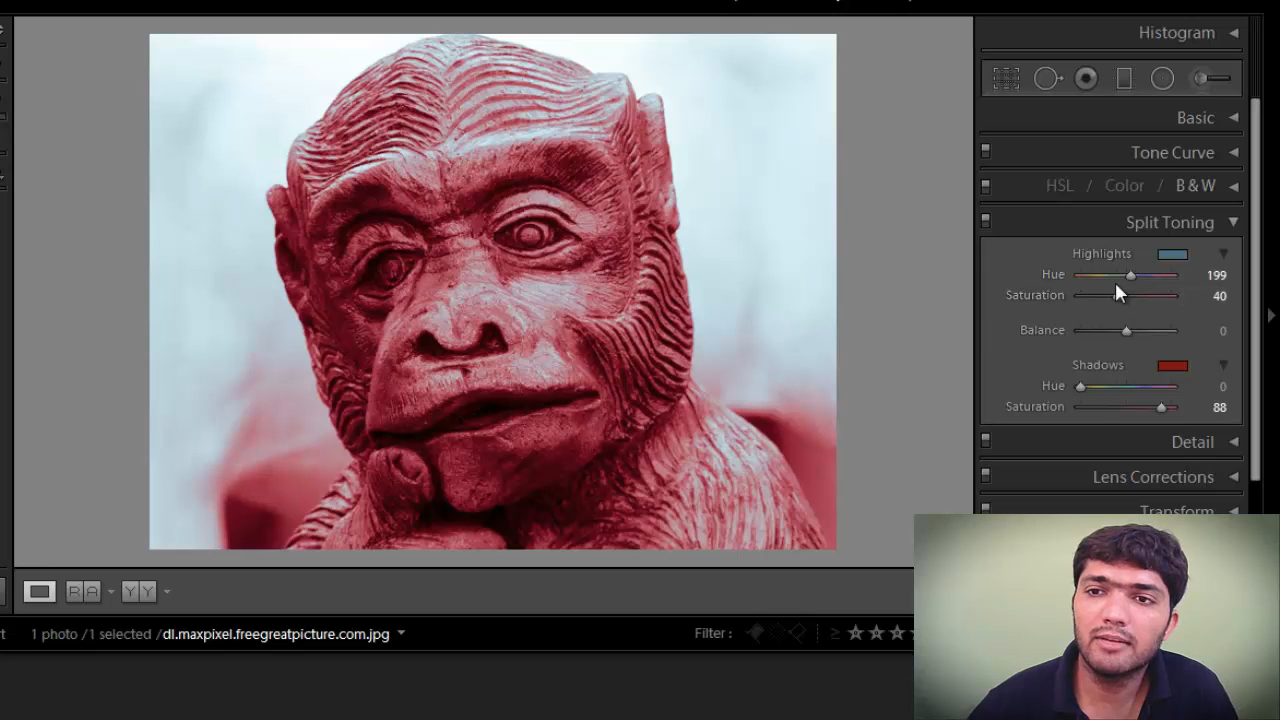 Histogram
Basic
Tone Curve
HSL / Color / B & W
Split Toning
Highlights
Hue 199
Saturation 40
Balance 0
Shadows
Hue 0
Saturation 88
Detail
Lens Corrections
Transform
R A Y Y
1 photo / 1 selected / dl.maxpixel.freegreatpicture.com.jpg
Filter : ≥ ★ ★ ★